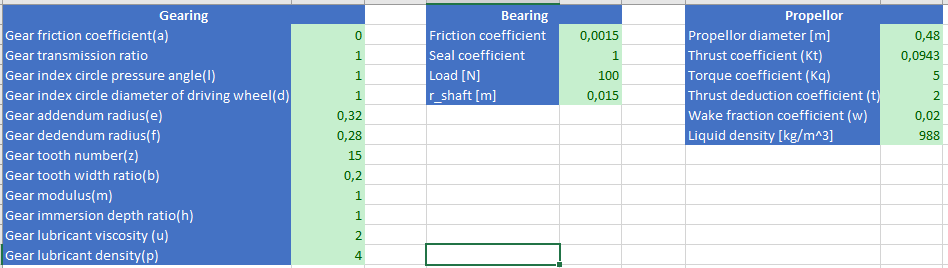 Gearing
Gear friction coefficient(a) 0
Gear transmission ratio 1
Gear index circle pressure angle(l) 1
Gear index circle diameter of driving wheel(d) 1
Gear addendum radius(e) 0,32
Gear dedendum radius(f) 0,28
Gear tooth number(z) 15
Gear tooth width ratio(b) 0,2
Gear modulus(m) 1
Gear immersion depth ratio(h) 1
Gear lubricant viscosity (u) 2
Gear lubricant density(p) 4
Bearing
Friction coefficient 0,0015
Seal coefficient 1
Load [N] 100
r_shaft [m] 0,015
Propellor
Propellor diameter [m] 0,48
Thrust coefficient (Kt) 0,0943
Torque coefficient (Kq) 5
Thrust deduction coefficient (t) 2
Wake fraction coefficient (w) 0,02
Liquid density [kg/m^3] 988